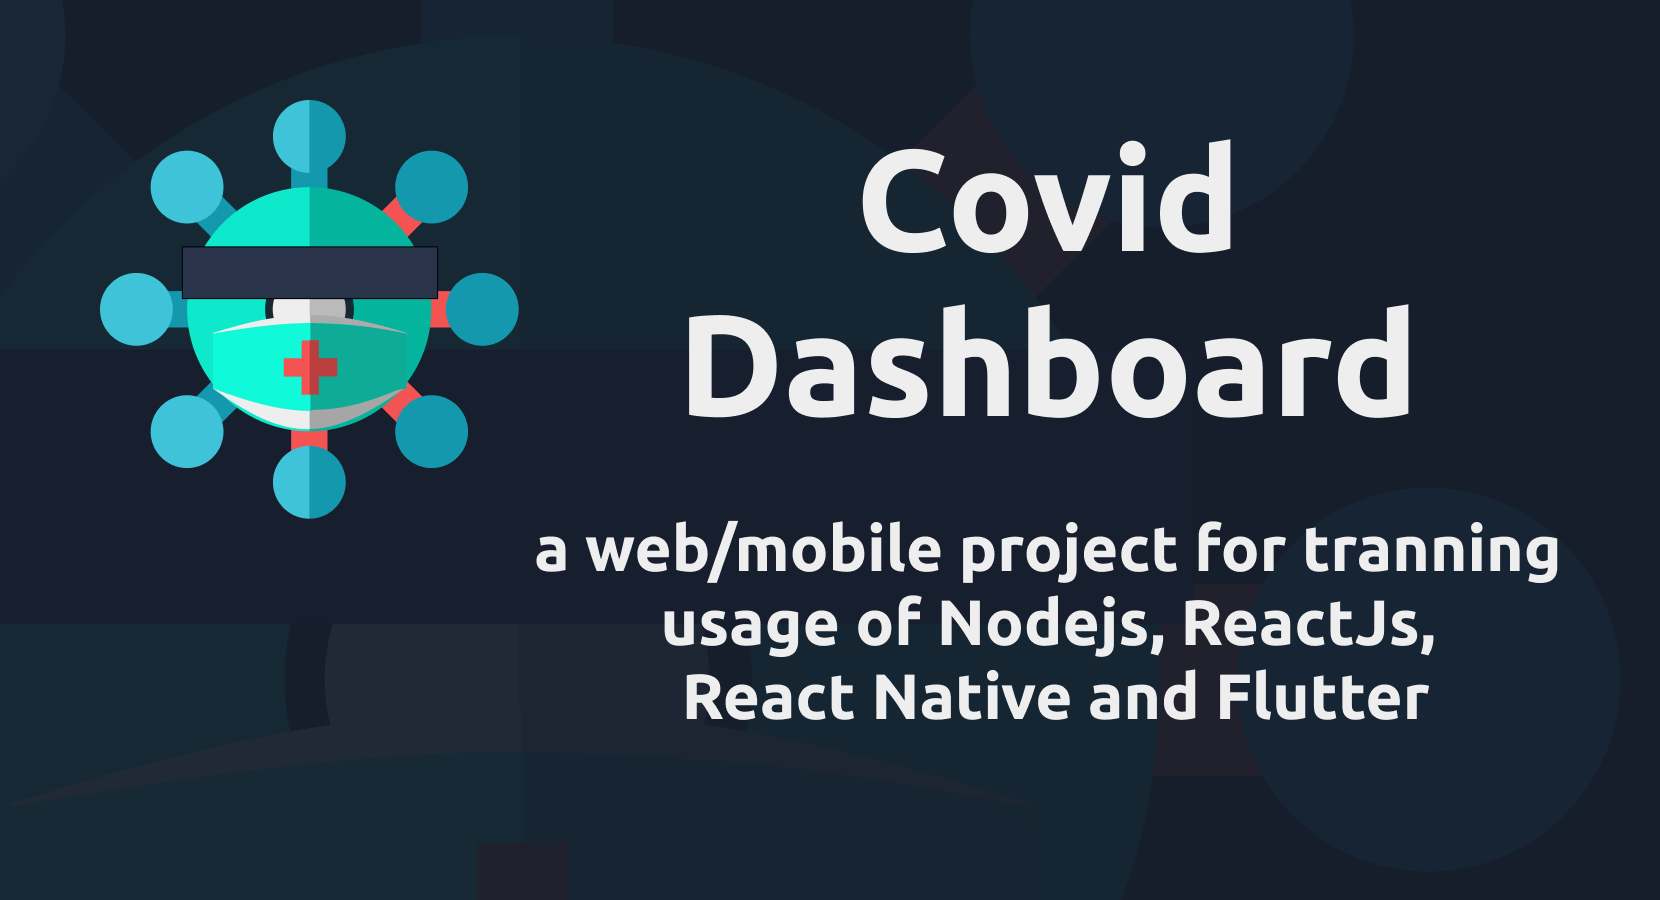 Covid
Dashboard
a web/mobile project for tranning
usage of Nodejs, ReactJs,
React Native and Flutter